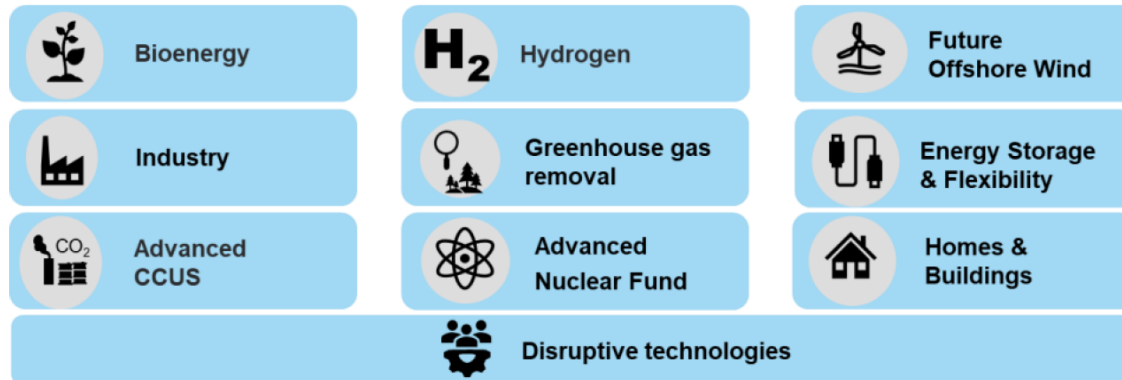 Bioenergy
H₂
Hydrogen
Future
Offshore Wind
Industry
Greenhouse gas
removal
Energy Storage
& Flexibility
CO₂
Advanced
CCUS
Advanced
Nuclear Fund
Homes &
Buildings
Disruptive technologies